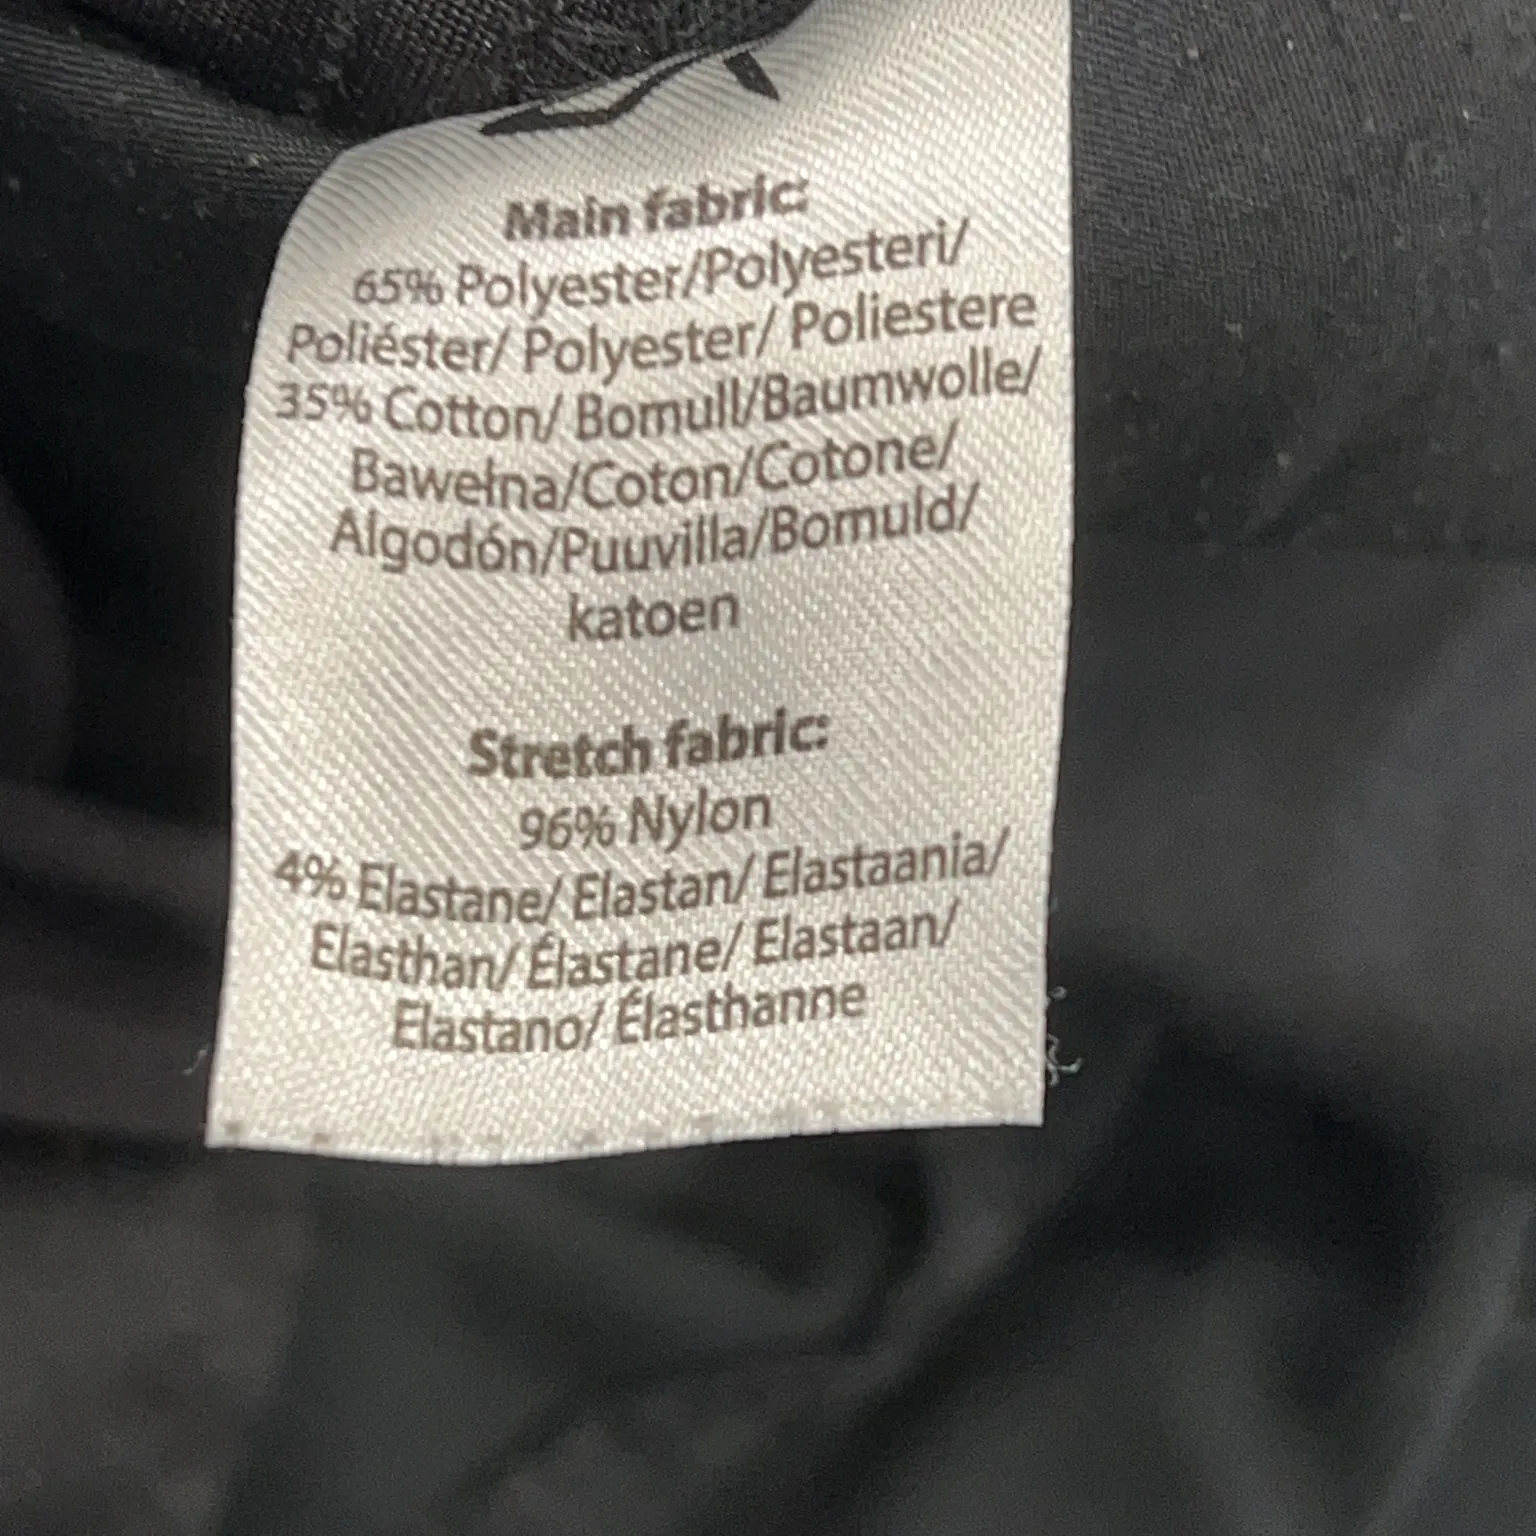 Main fabric:
65% Polyester/Polyesteri/
Poliéster/ Polyester/ Poliestere
35% Cotton/ Bomull/Baumwolle/
Bawełna/Coton/Cotone/
Algodón/Puuvilla/Bomuld/
katoen
Stretch fabric:
96% Nylon
4% Elastane/ Elastan/ Elastaania/
Elasthan/ Élastane/ Elastaan/
Elastano/ Élasthanne